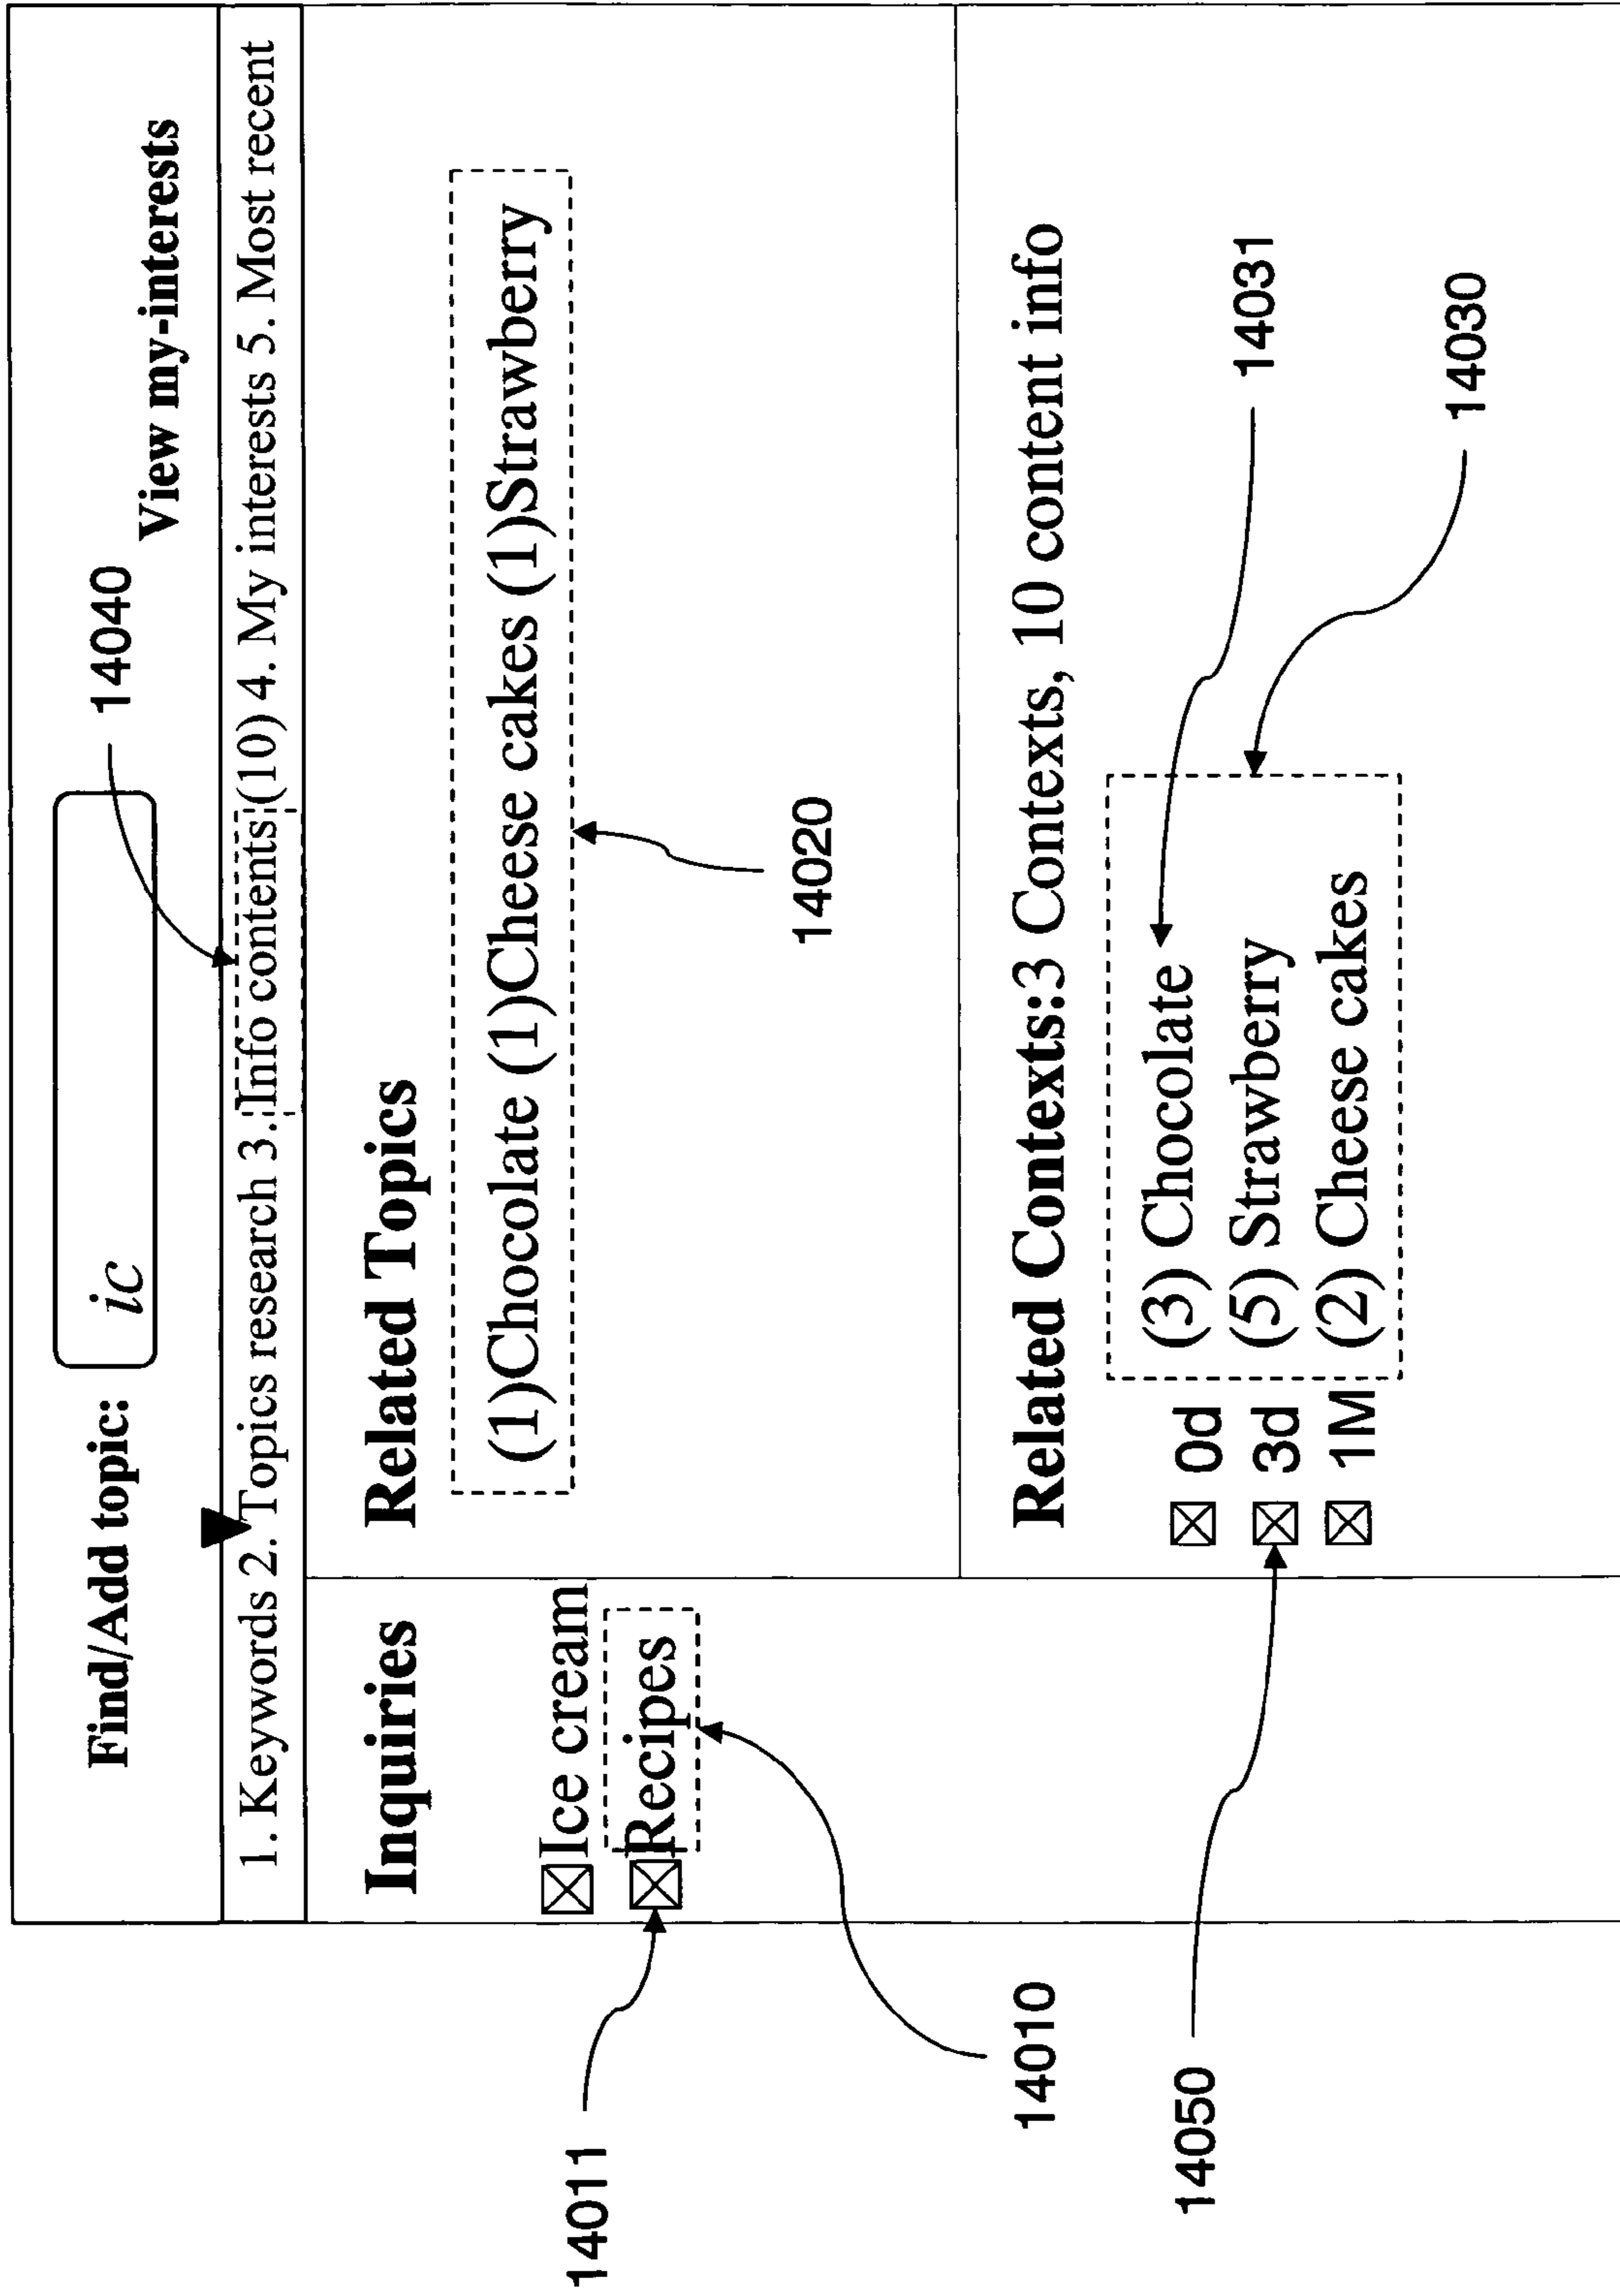 14040
Find/Add topic: ic
View my-interests
1. Keywords 2. Topics research 3. Info contents (10) 4. My interests 5. Most recent
Inquiries
Ice cream
Recipes
14011
14010
Related Topics
(1)Chocolate (1)Cheese cakes (1)Strawberry
14020
Related Contexts:3 Contexts, 10 content info
0d (3) Chocolate
3d (5) Strawberry
1M (2) Cheese cakes
14031
14030
14050